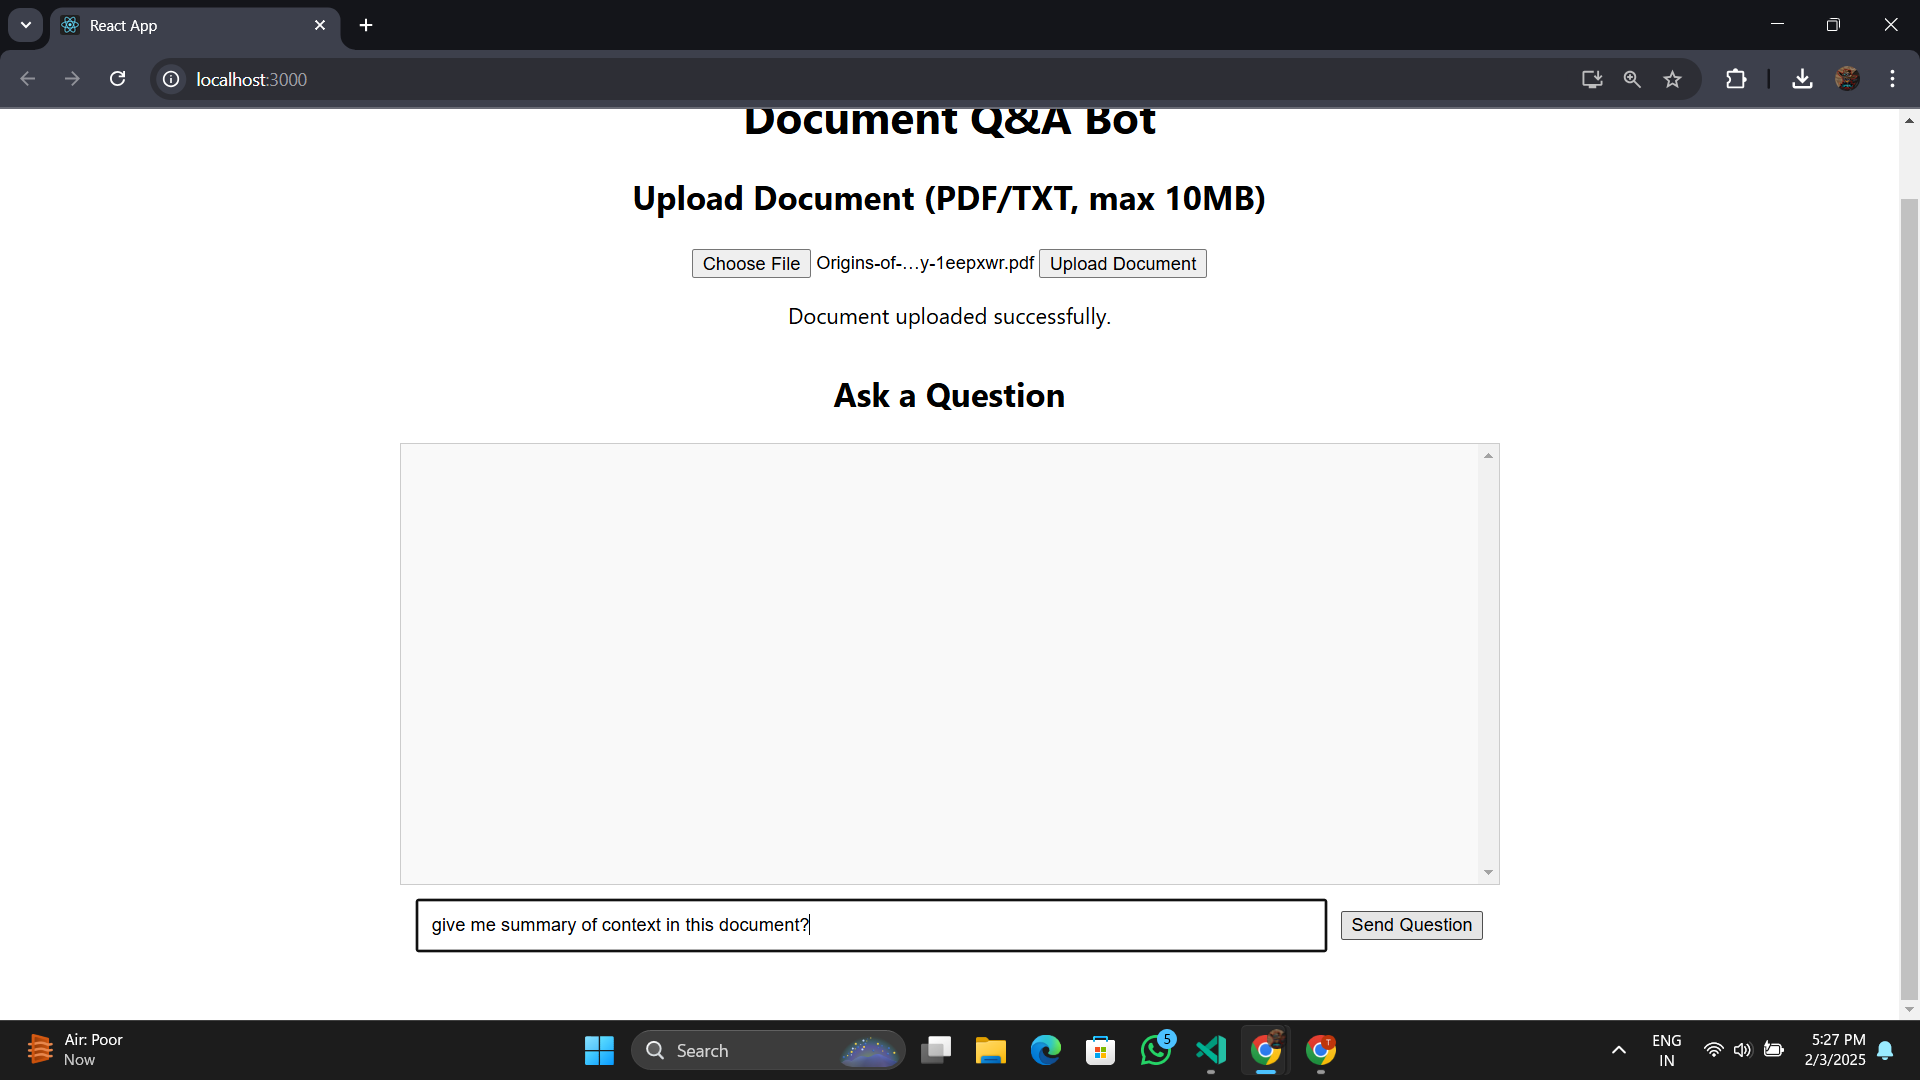 React App
localhost:3000
Document Q&A Bot
Upload Document (PDF/TXT, max 10MB)
Choose File Origins-of-...y-1eepxwr.pdf Upload Document
Document uploaded successfully.
Ask a Question
give me summary of context in this document?
Send Question
Air: Poor
Now
Search
5
T
ENG
IN
5:27 PM
2/3/2025